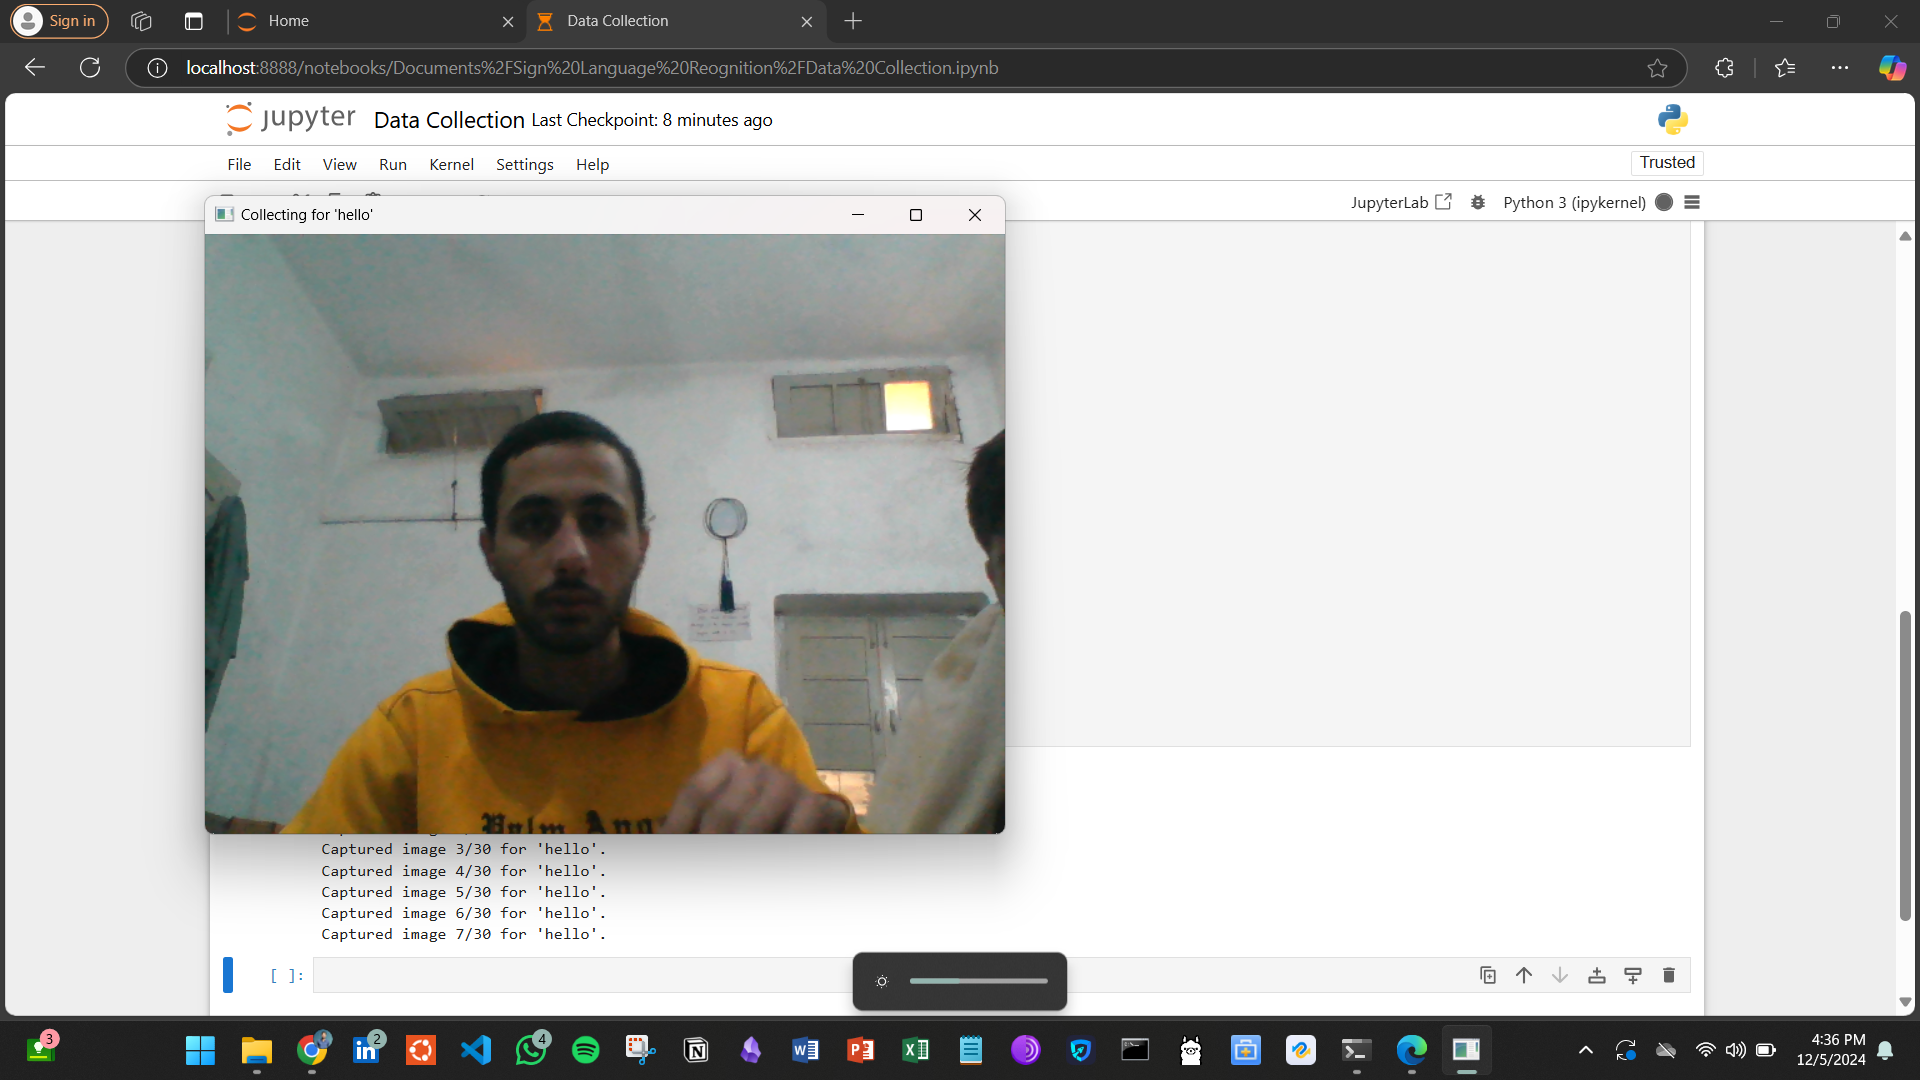 Sign in
Home
Data Collection
localhost:8888/notebooks/Documents%2FSign%20Language%20Reognition%2FData%20Collection.ipynb
jupyter
Data Collection Last Checkpoint: 8 minutes ago
File Edit View Run Kernel Settings Help
Trusted
JupyterLab
Python 3 (ipykernel)
Collecting for 'hello'
Captured image 3/30 for 'hello'.
Captured image 4/30 for 'hello'.
Captured image 5/30 for 'hello'.
Captured image 6/30 for 'hello'.
Captured image 7/30 for 'hello'.
[ ]:
3
2
4
4:36 PM
12/5/2024